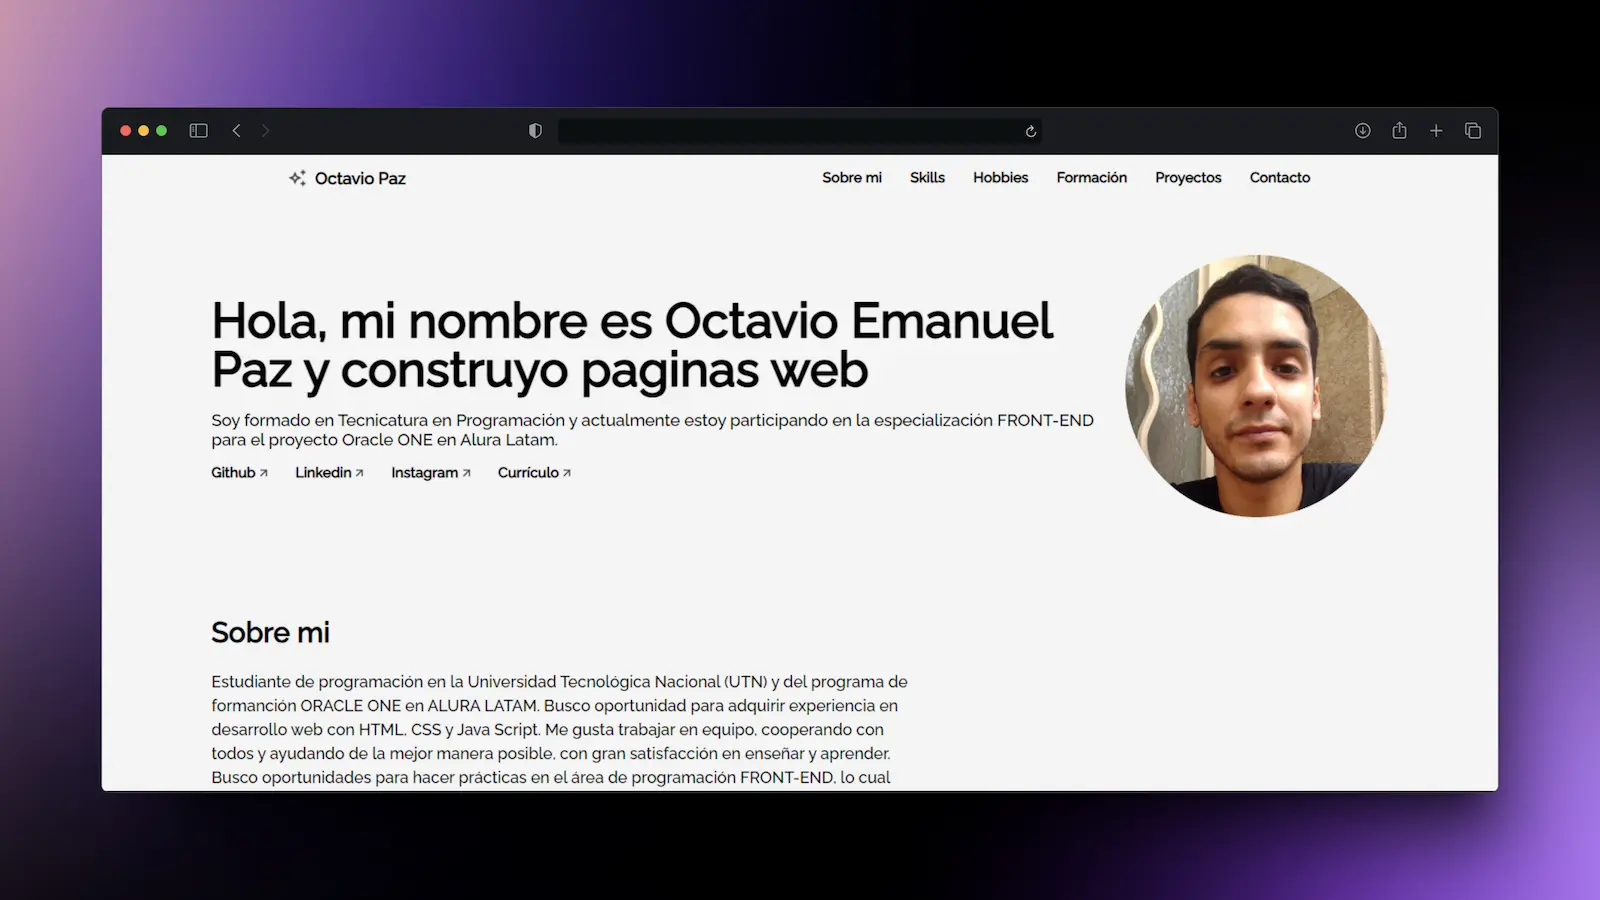 Octavio Paz
Sobre mi Skills Hobbies Formación Proyectos Contacto
Hola, mi nombre es Octavio Emanuel
Paz y construyo paginas web
Soy formado en Tecnicatura en Programación y actualmente estoy participando en la especialización FRONT-END
para el proyecto Oracle ONE en Alura Latam.
Github Linkedin Instagram Currículo
Sobre mi
Estudiante de programación en la Universidad Tecnológica Nacional (UTN) y del programa de
formanción ORACLE ONE en ALURA LATAM. Busco oportunidad para adquirir experiencia en
desarrollo web con HTML, CSS y Java Script. Me gusta trabajar en equipo, cooperando con
todos y ayudando de la mejor manera posible, con gran satisfacción en enseñar y aprender.
Busco oportunidades para hacer prácticas en el área de programación FRONT-END, lo cual